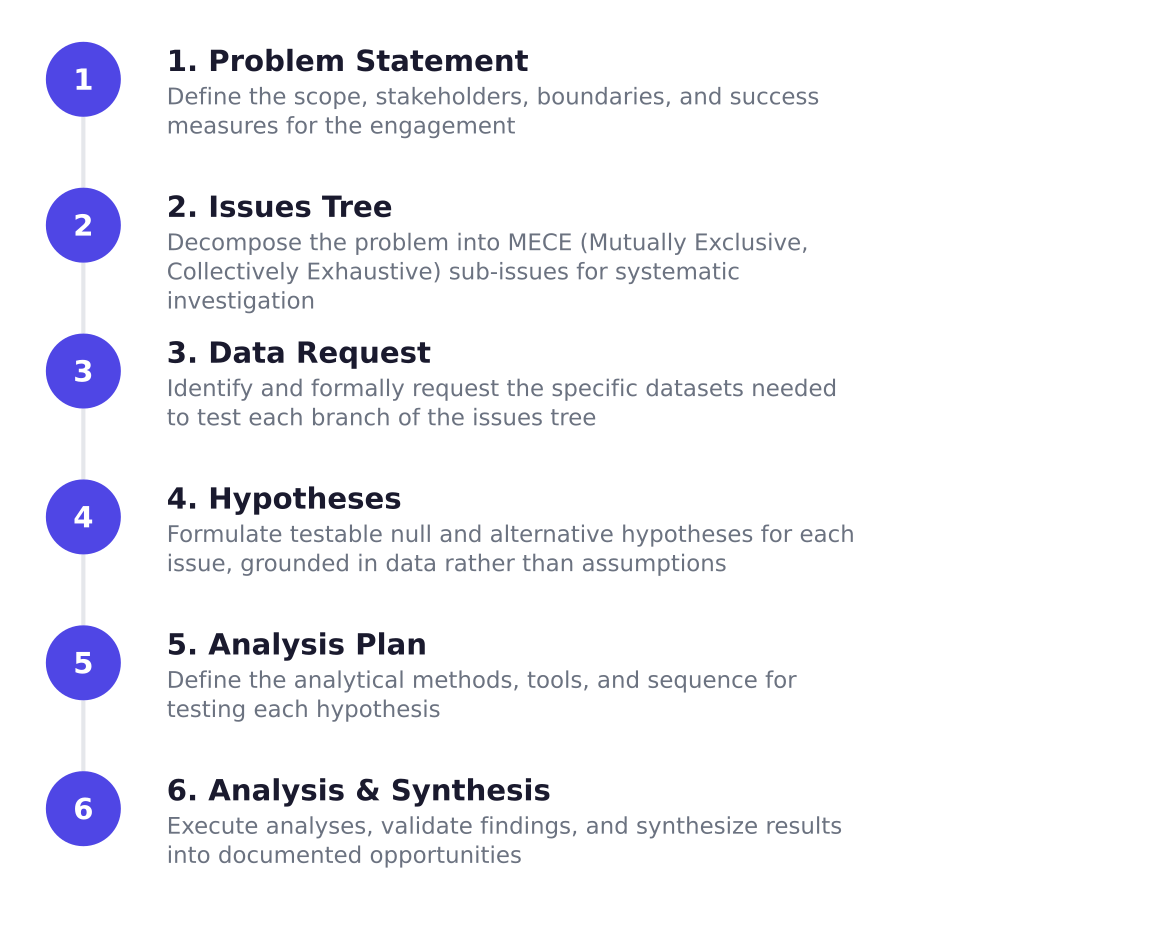 1
1. Problem Statement
Define the scope, stakeholders, boundaries, and success
measures for the engagement
2
2. Issues Tree
Decompose the problem into MECE (Mutually Exclusive,
Collectively Exhaustive) sub-issues for systematic
investigation
3
3. Data Request
Identify and formally request the specific datasets needed
to test each branch of the issues tree
4
4. Hypotheses
Formulate testable null and alternative hypotheses for each
issue, grounded in data rather than assumptions
5
5. Analysis Plan
Define the analytical methods, tools, and sequence for
testing each hypothesis
6
6. Analysis & Synthesis
Execute analyses, validate findings, and synthesize results
into documented opportunities